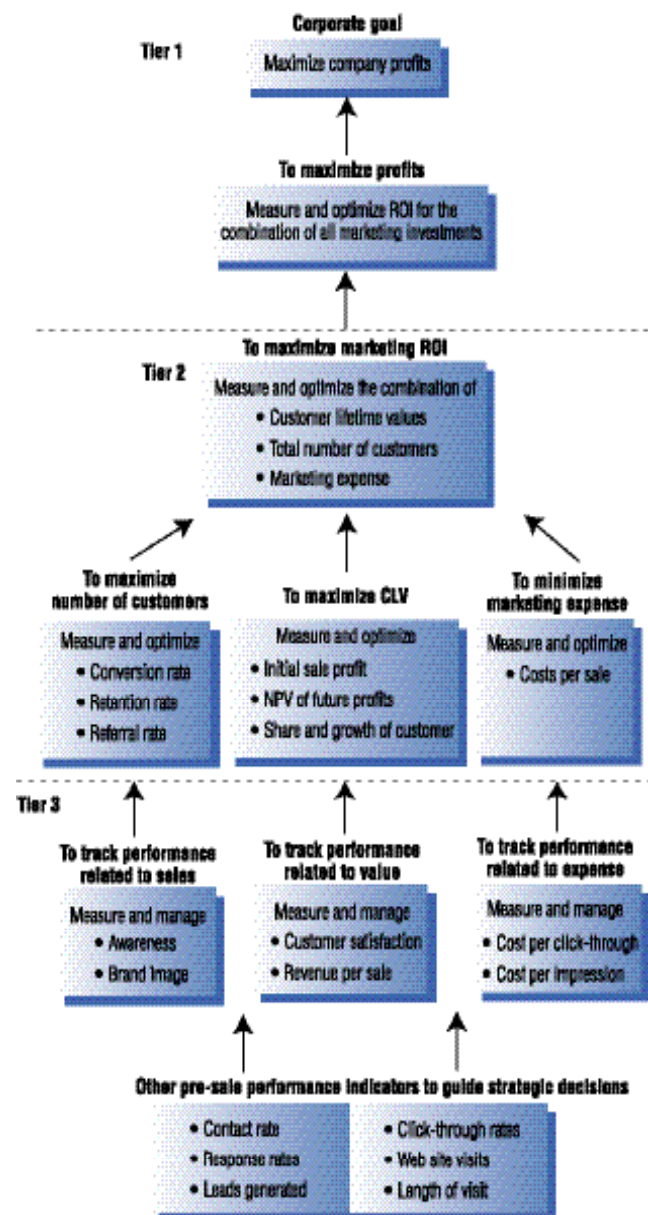 Corporate goal
Tier 1
Maximize company profits
To maximize profits
Measure and optimize ROI for the
combination of all marketing investments
To maximize marketing ROI
Tier 2
Measure and optimize the combination of
• Customer lifetime values
• Total number of customers
• Marketing expense
To maximize
number of customers
Measure and optimize
• Conversion rate
• Retention rate
• Referral rate
To maximize CLV
Measure and optimize
• Initial sale profit
• NPV of future profits
• Share and growth of customer
To minimize
marketing expense
Measure and optimize
• Costs per sale
Tier 3
To track performance
related to sales
Measure and manage
• Awareness
• Brand Image
To track performance
related to value
Measure and manage
• Customer satisfaction
• Revenue per sale
To track performance
related to expense
Measure and manage
• Cost per click-through
• Cost per impression
Other pre-sale performance indicators to guide strategic decisions
• Contact rate
• Response rates
• Leads generated
• Click-through rates
• Web site visits
• Length of visit